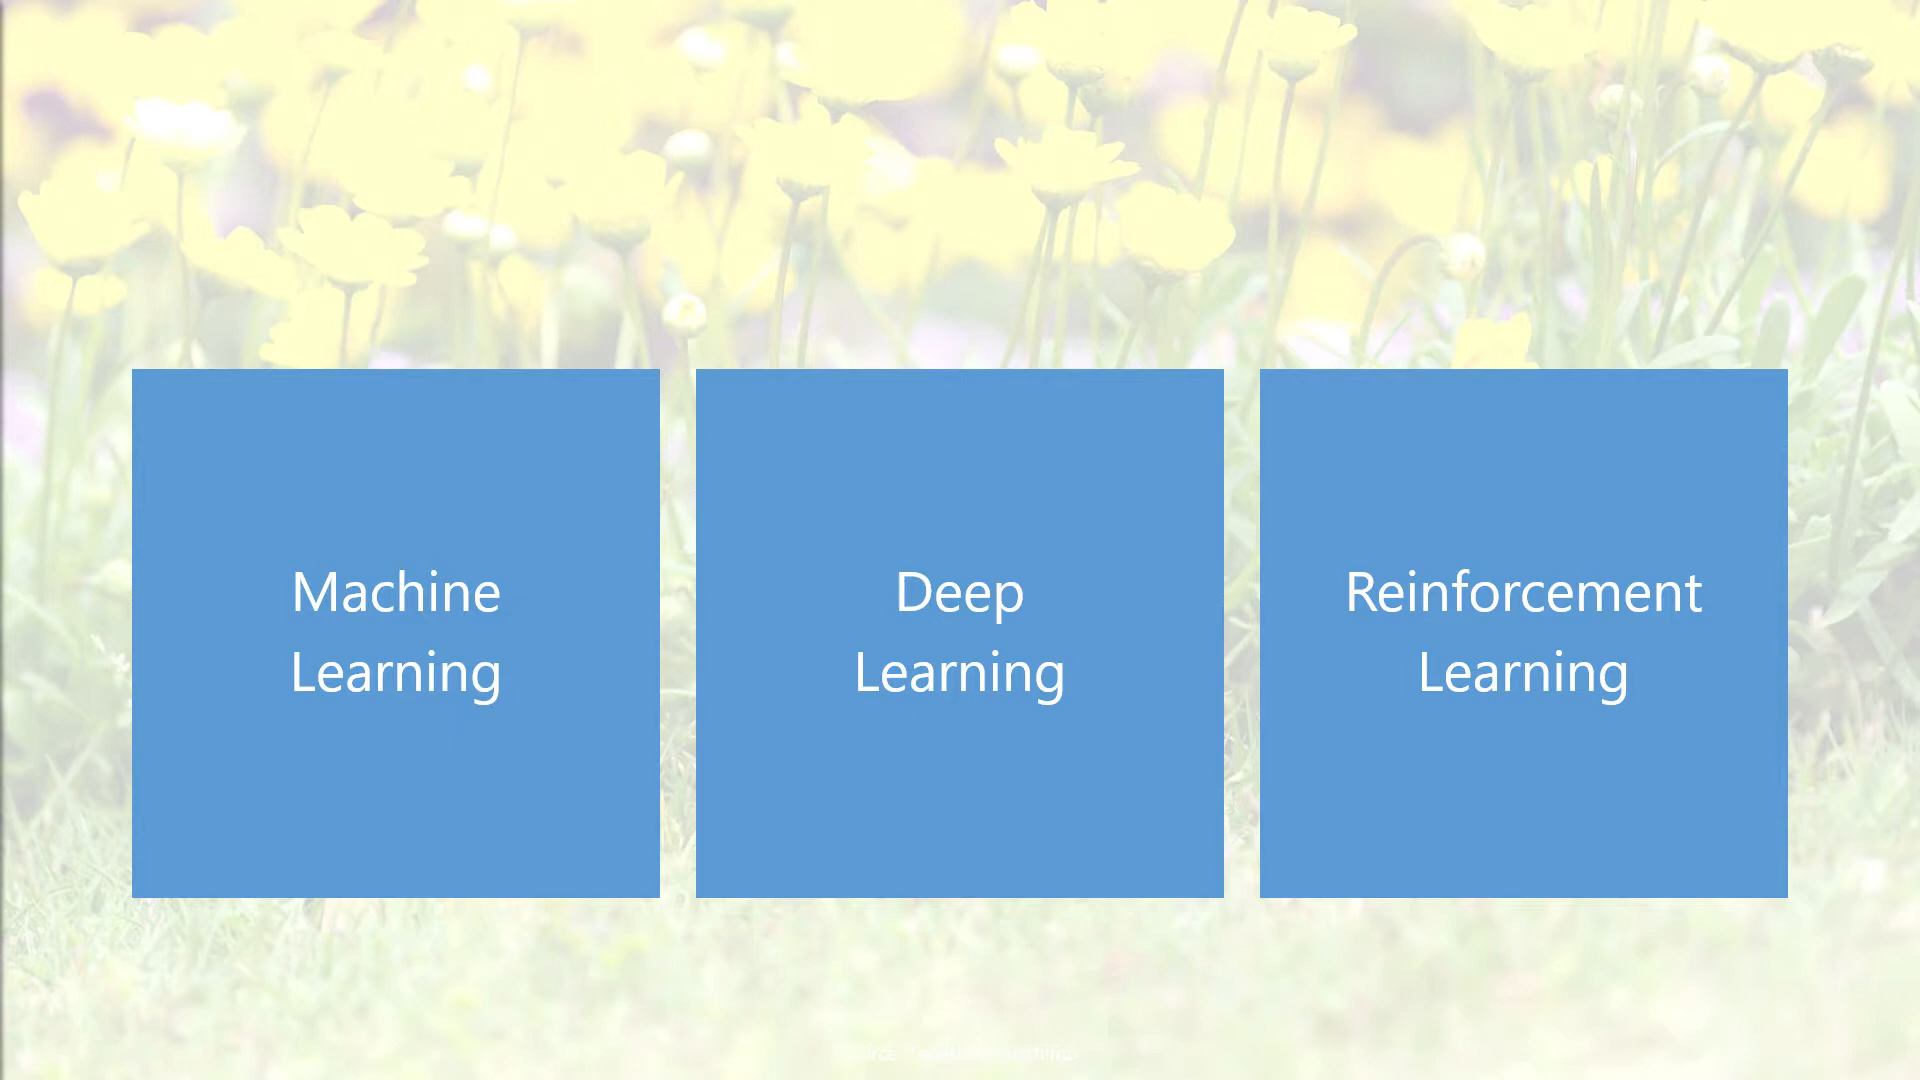 Machine
Learning
Deep
Learning
Reinforcement
Learning